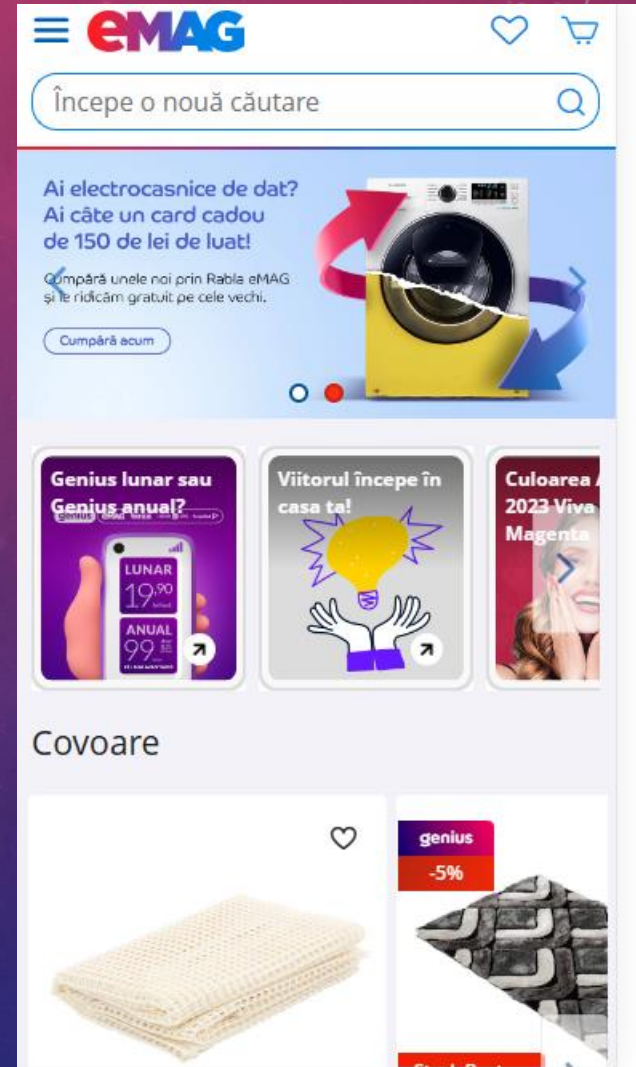 eMAG
Începe o nouă căutare
Ai electrocasnice de dat?
Ai câte un card cadou
de 150 de lei de luat!
Cumpără unele noi prin Rabla eMAG
și le ridicăm gratuit pe cele vechi.
Cumpără acum
Genius lunar sau
Genius anual?
LUNAR
19,90
ANUAL
99
Viitorul începe în
casa ta!
Culoarea
2023 Viva
Magenta
Covoare
genius
-5%